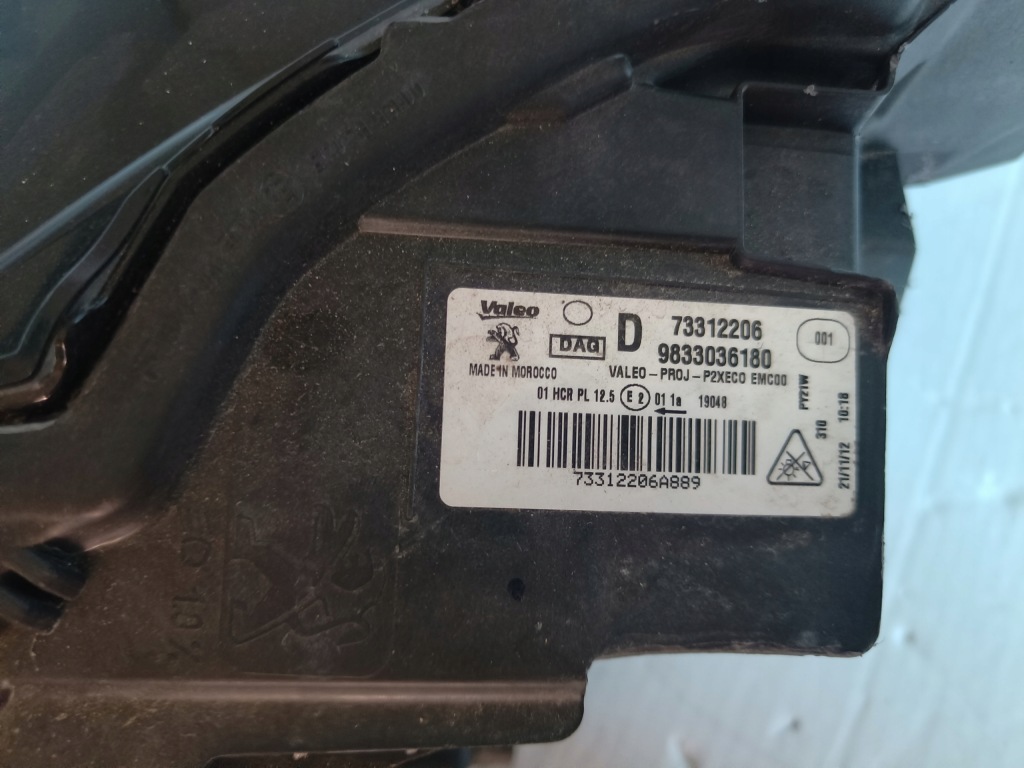 Valeo
DAG
D
73312206
9833036180
001
MADE IN MOROCCO
VALEO-PROJ-P2XECO EMC00
01 HCR PL 12.5 E2 01 1a 19048
73312206A889
PY21W
310
21/11/12 10:18